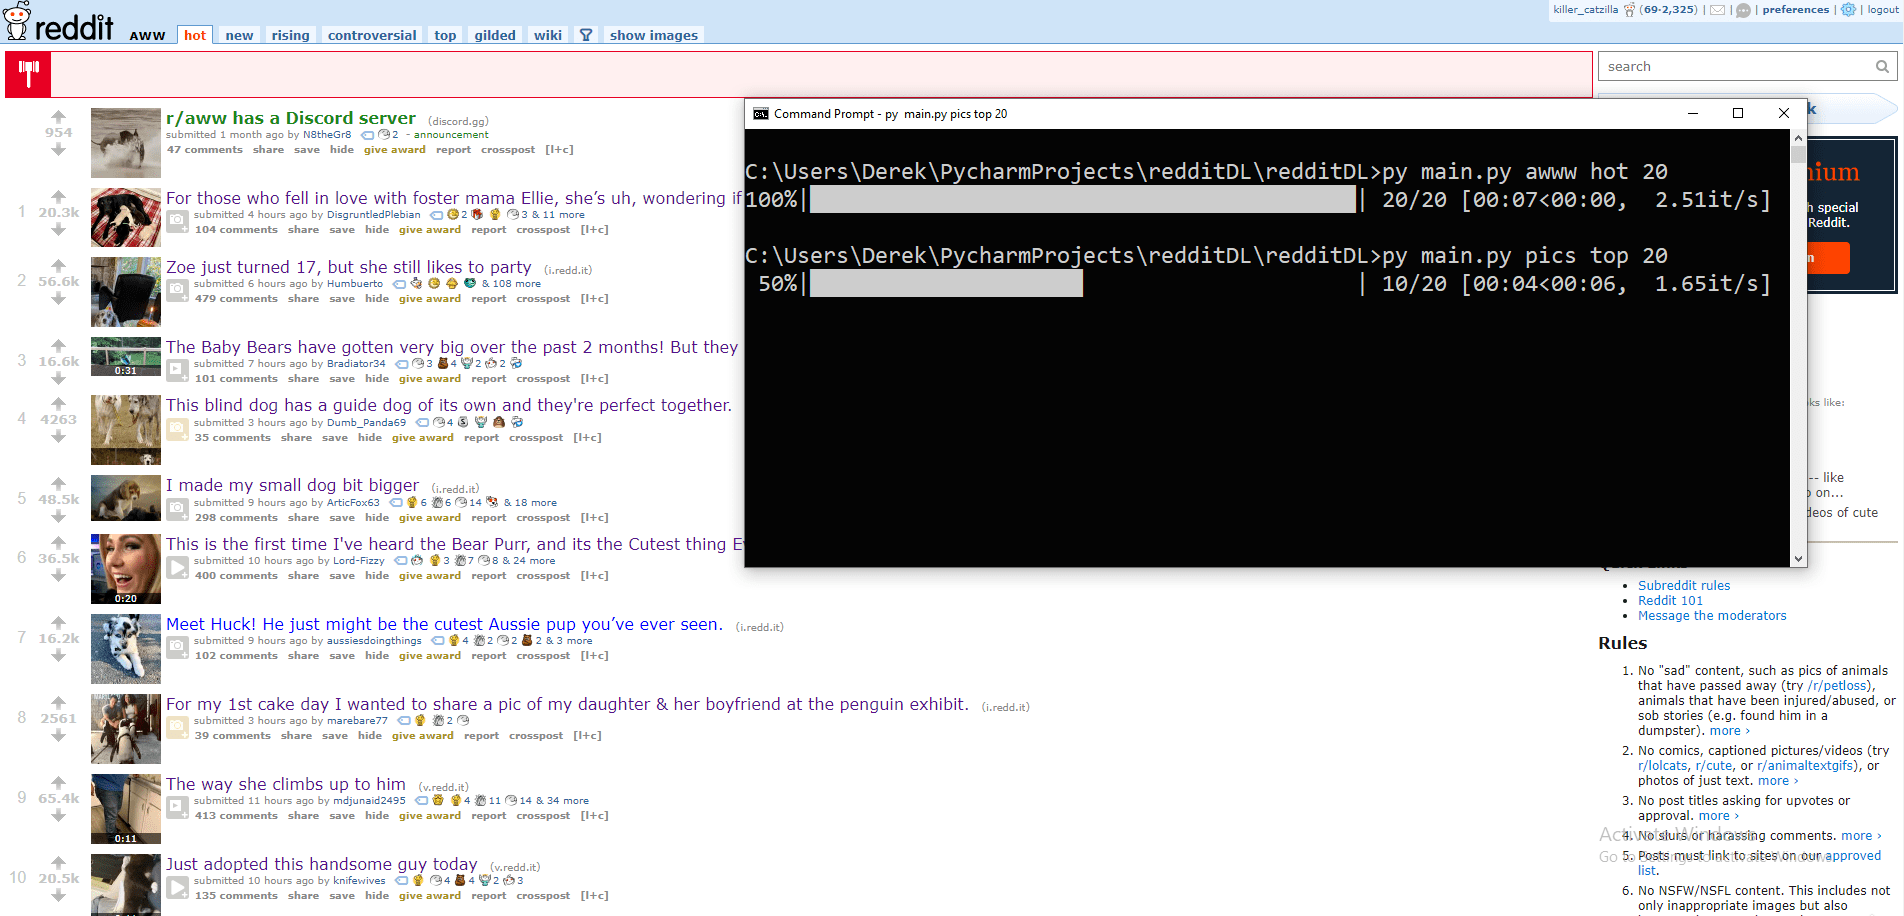 reddit AWW hot new rising controversial top gilded wiki show images
killer_catzilla (69·2,325) | | | preferences | | logout
search
954
r/aww has a Discord server (discord.gg)
submitted 1 month ago by N8theGr8 2 - announcement
47 comments share save hide give award report crosspost [l+c]
1
20.3k
For those who fell in love with foster mama Ellie, she’s uh, wondering if
submitted 4 hours ago by DisgruntledPlebian 2 3 & 11 more
104 comments share save hide give award report crosspost [l+c]
2
56.6k
Zoe just turned 17, but she still likes to party (i.redd.it)
submitted 6 hours ago by Humbuerto & 108 more
479 comments share save hide give award report crosspost [l+c]
3
16.6k
0:31
The Baby Bears have gotten very big over the past 2 months! But they
submitted 7 hours ago by Bradiator34 3 4 2 2
101 comments share save hide give award report crosspost [l+c]
4
4263
This blind dog has a guide dog of its own and they're perfect together.
submitted 3 hours ago by Dumb_Panda69 4
35 comments share save hide give award report crosspost [l+c]
5
48.5k
I made my small dog bit bigger (i.redd.it)
submitted 9 hours ago by ArticFox63 6 6 14 & 18 more
298 comments share save hide give award report crosspost [l+c]
6
36.5k
0:20
This is the first time I've heard the Bear Purr, and its the Cutest thing
submitted 10 hours ago by Lord-Fizzy 3 7 8 & 24 more
400 comments share save hide give award report crosspost [l+c]
7
16.2k
Meet Huck! He just might be the cutest Aussie pup you’ve ever seen. (i.redd.it)
submitted 9 hours ago by aussiesdoingthings 4 2 2 2 & 3 more
102 comments share save hide give award report crosspost [l+c]
8
2561
For my 1st cake day I wanted to share a pic of my daughter & her boyfriend at the penguin exhibit. (i.redd.it)
submitted 3 hours ago by marebare77 2
39 comments share save hide give award report crosspost [l+c]
9
65.4k
0:11
The way she climbs up to him (v.redd.it)
submitted 11 hours ago by mdjunaid2495 4 11 14 & 34 more
413 comments share save hide give award report crosspost [l+c]
10
20.5k
Just adopted this handsome guy today (v.redd.it)
submitted 10 hours ago by knifewives 4 4 2 3
135 comments share save hide give award report crosspost [l+c]
Command Prompt - py main.py pics top 20
C:\Users\Derek\PycharmProjects\redditDL\redditDL>py main.py awww hot 20
100%| | 20/20 [00:07<00:00, 2.51it/s]
C:\Users\Derek\PycharmProjects\redditDL\redditDL>py main.py pics top 20
50%| | 10/20 [00:04<00:06, 1.65it/s]
special
Reddit.
like:
-- like
on...
deos of cute
Subreddit rules
Reddit 101
Message the moderators
Rules
1. No "sad" content, such as pics of animals
that have passed away (try /r/petloss),
animals that have been injured/abused, or
sob stories (e.g. found him in a
dumpster). more ›
2. No comics, captioned pictures/videos (try
r/lolcats, r/cute, or r/animaltextgifs), or
photos of just text. more ›
3. No post titles asking for upvotes or
approval. more ›
4. No slurs or harassing comments. more ›
Activate Windows
5. Posts must link to sites on our approved
list.
Go to Settings to activate Windows.
6. No NSFW/NSFL content. This includes not
only inappropriate images but also